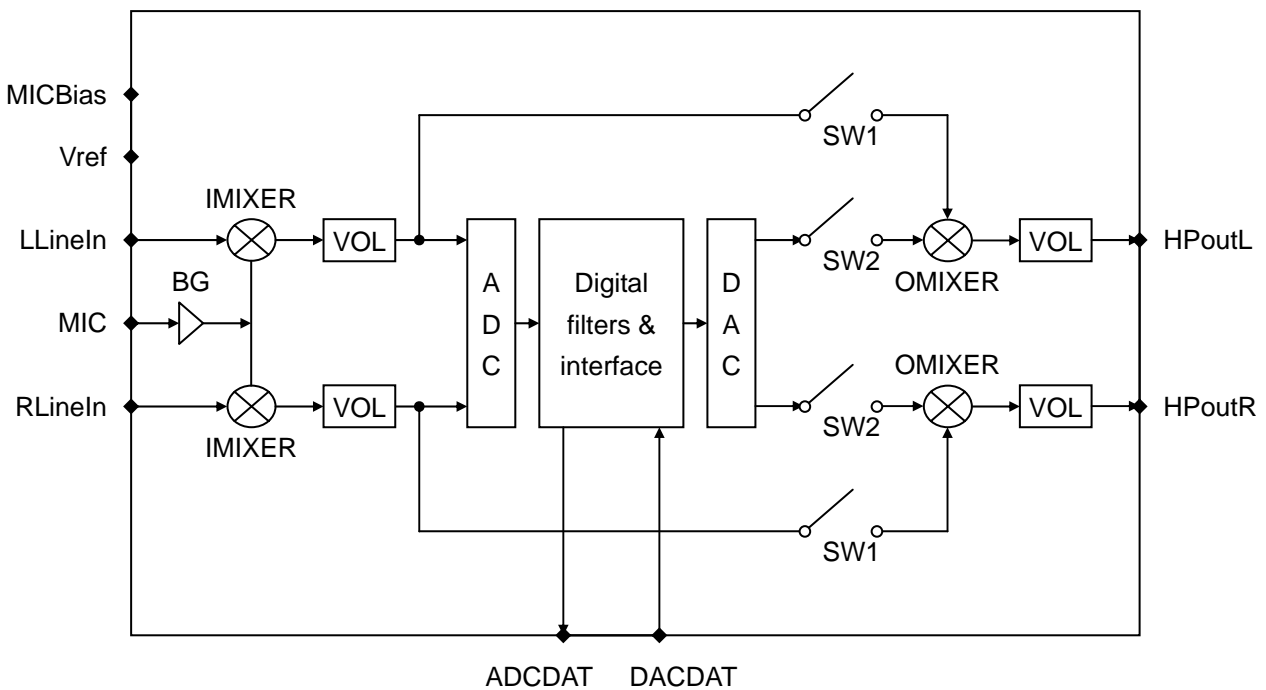 MICBias
Vref
LLineIn
MIC
RLineIn
IMIXER
BG
IMIXER
VOL
VOL
A
D
C
Digital
filters &
interface
D
A
C
SW1
SW2
SW2
SW1
OMIXER
OMIXER
VOL
VOL
HPoutL
HPoutR
ADCDAT
DACDAT